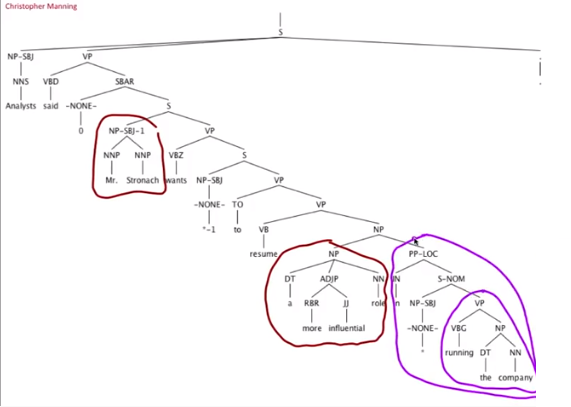 Christopher Manning
S
NP-SBJ VP
NNS VBD SBAR
Analysts said -NONE- S
0 NP-SBJ-1 VP
NNP NNP VBZ S
Mr. Stronach wants NP-SBJ VP
-NONE- TO VP
*-1 to VB NP
resume NP PP-LOC
DT ADJP NN IN S-NOM
a RBR JJ role in NP-SBJ VP
more influential -NONE- VBG NP
* running DT NN
the company